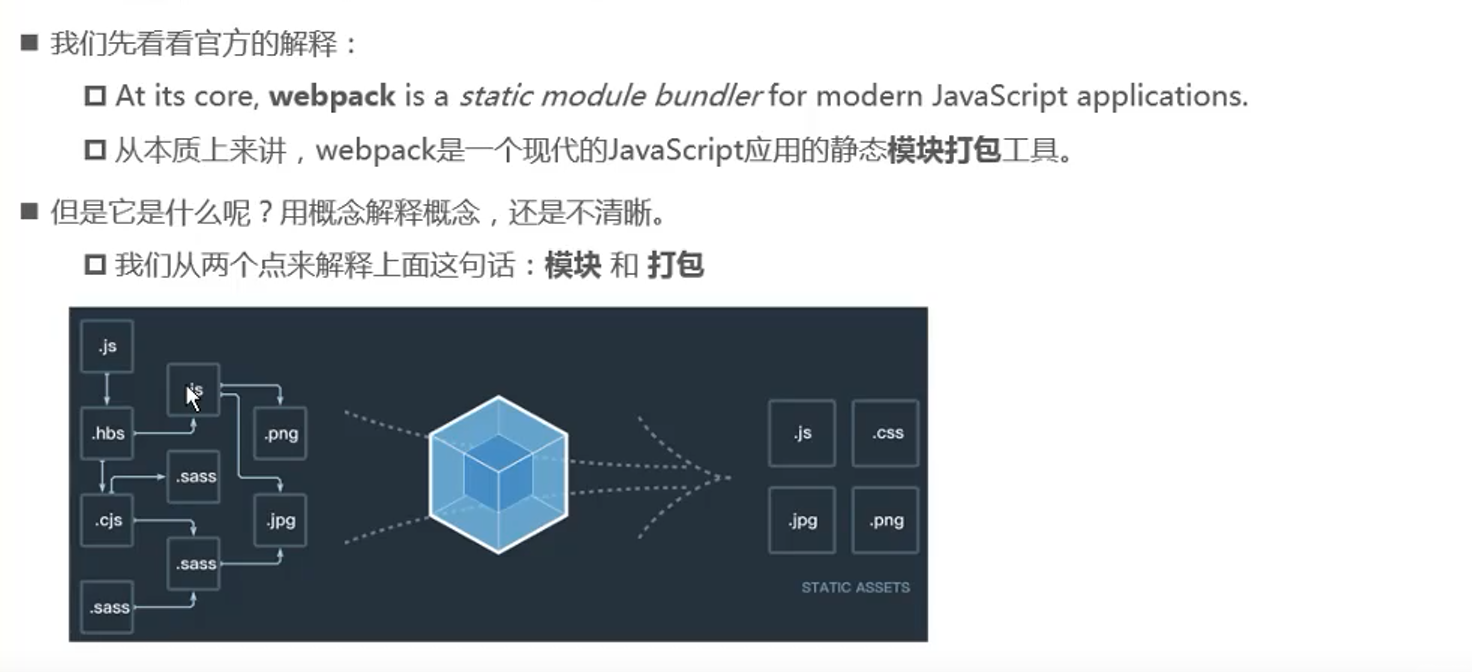 我们先看看官方的解释：
At its core, webpack is a static module bundler for modern JavaScript applications.
从本质上来讲，webpack是一个现代的JavaScript应用的静态模块打包工具。
但是它是什么呢？用概念解释概念，还是不清晰。
我们从两个点来解释上面这句话：模块 和 打包
.js
.hbs
.cjs
.sass
.sass
.sass
.png
.jpg
.js
.css
.jpg
.png
STATIC ASSETS